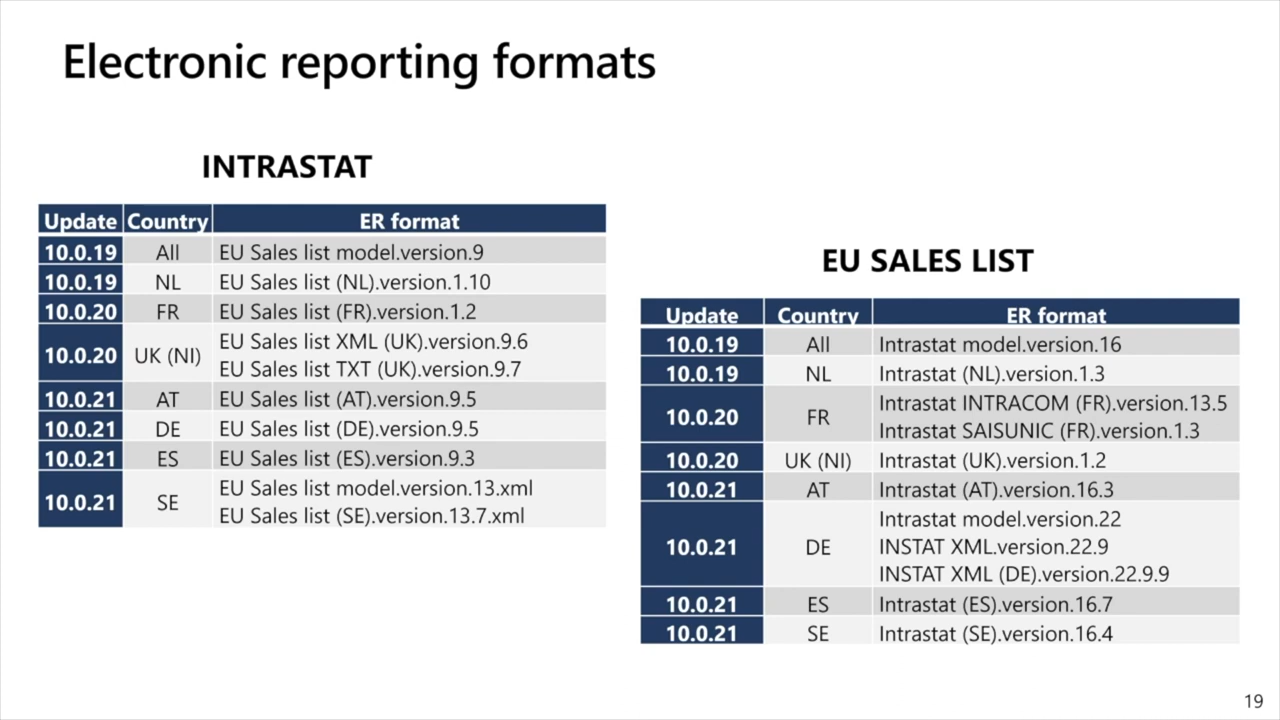 Electronic reporting formats
INTRASTAT
Update Country ER format
10.0.19 All EU Sales list model.version.9
10.0.19 NL EU Sales list (NL).version.1.10
10.0.20 FR EU Sales list (FR).version.1.2
10.0.20 UK (NI) EU Sales list XML (UK).version.9.6
EU Sales list TXT (UK).version.9.7
10.0.21 AT EU Sales list (AT).version.9.5
10.0.21 DE EU Sales list (DE).version.9.5
10.0.21 ES EU Sales list (ES).version.9.3
10.0.21 SE EU Sales list model.version.13.xml
EU Sales list (SE).version.13.7.xml
EU SALES LIST
Update Country ER format
10.0.19 All Intrastat model.version.16
10.0.19 NL Intrastat (NL).version.1.3
10.0.20 FR Intrastat INTRACOM (FR).version.13.5
Intrastat SAISUNIC (FR).version.1.3
10.0.20 UK (NI) Intrastat (UK).version.1.2
10.0.21 AT Intrastat (AT).version.16.3
10.0.21 DE Intrastat model.version.22
INSTAT XML.version.22.9
INSTAT XML (DE).version.22.9.9
10.0.21 ES Intrastat (ES).version.16.7
10.0.21 SE Intrastat (SE).version.16.4
19